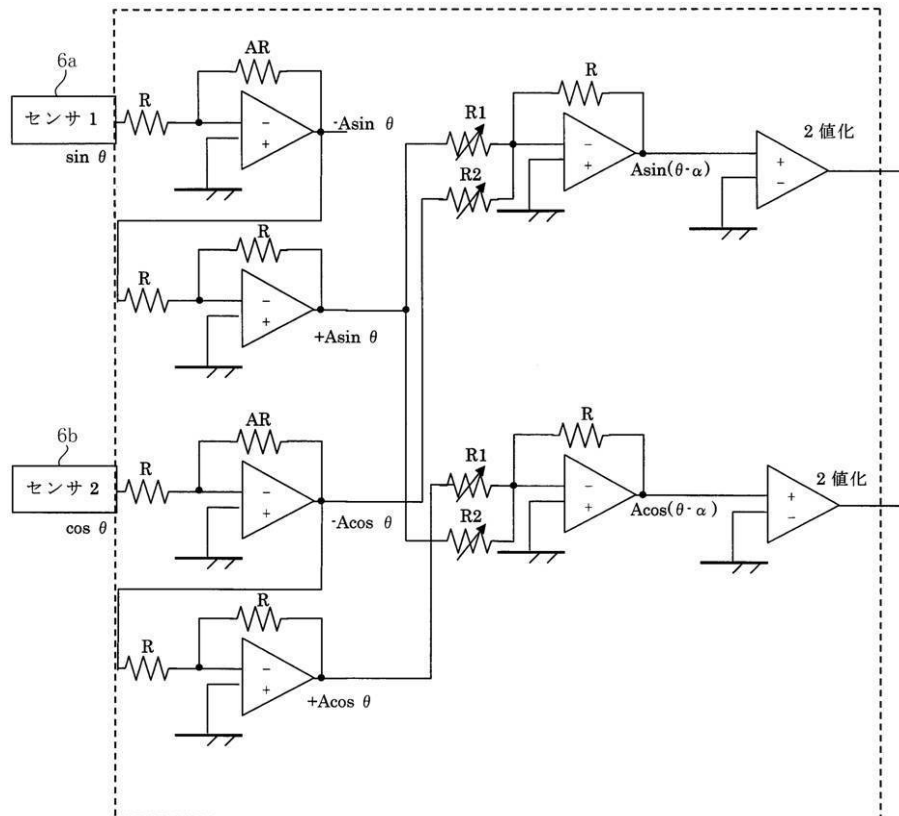 6a
センサ 1
sin θ
R
AR
−
+
-Asin θ
R
R
−
+
+Asin θ
R1
R2
R
−
+
Asin(θ-α)
2 値化
+
−
6b
センサ 2
cos θ
R
AR
−
+
-Acos θ
R
R
−
+
+Acos θ
R1
R2
R
−
+
Acos(θ-α)
2 値化
+
−